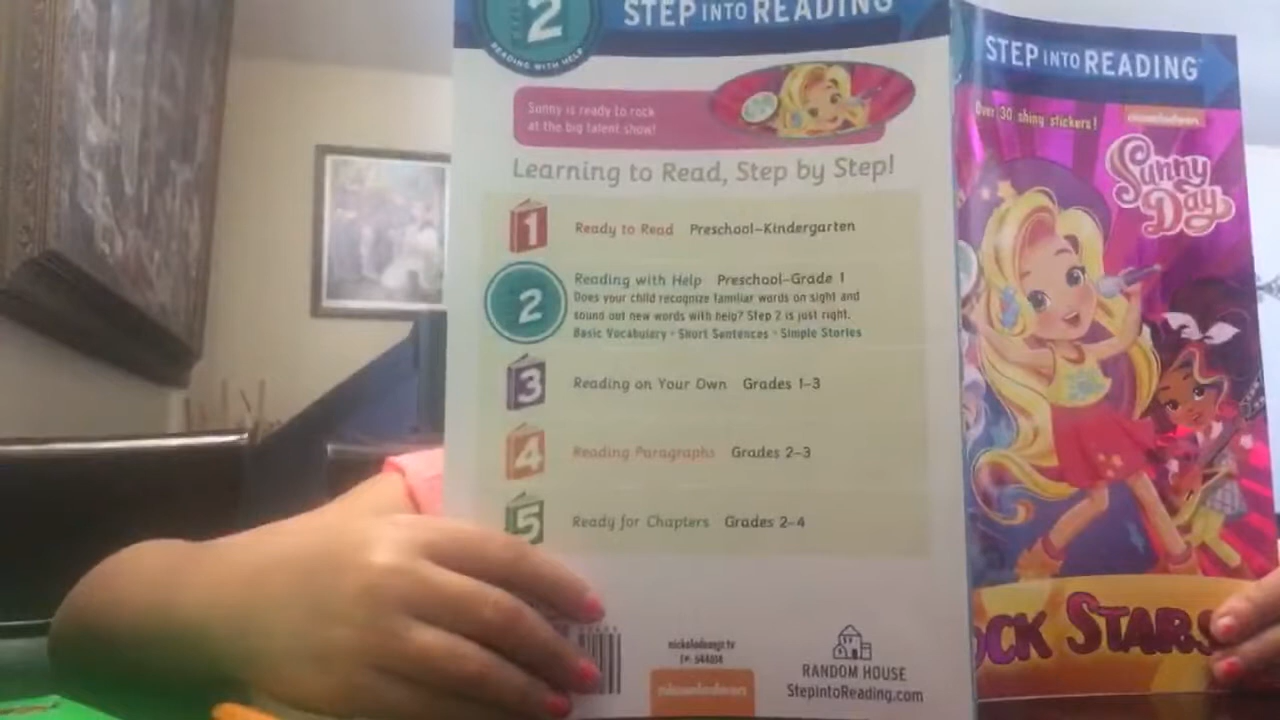 2
READING WITH HELP
STEP INTO READING
Sunny is ready to rock
at the big talent show!
Learning to Read, Step by Step!
1 Ready to Read Preschool–Kindergarten
2 Reading with Help Preschool–Grade 1
Does your child recognize familiar words on sight and
sound out new words with help? Step 2 is just right.
Basic Vocabulary • Short Sentences • Simple Stories
3 Reading on Your Own Grades 1–3
4 Reading Paragraphs Grades 2–3
5 Ready for Chapters Grades 2–4
nickelodeon
RANDOM HOUSE
StepintoReading.com
STEP INTO READING
Over 30 shiny stickers!
nickelodeon
Sunny
Day
OCK STARS